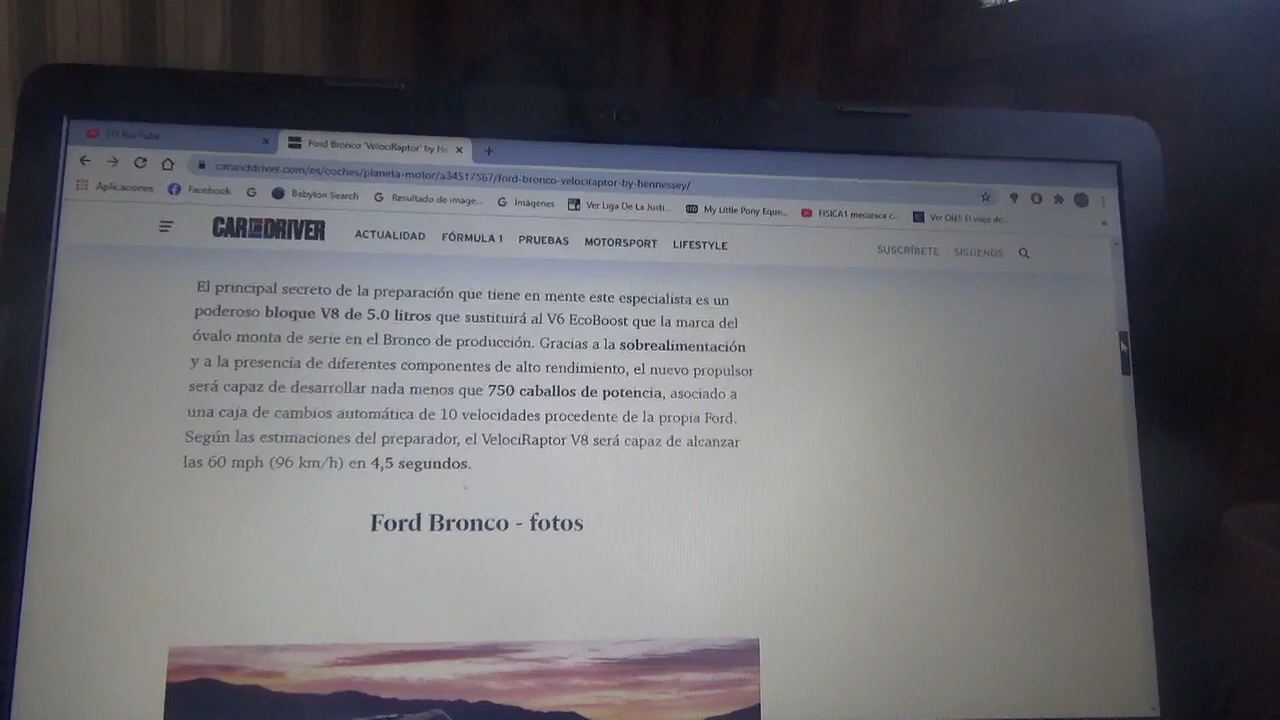 YouTube
Ford Bronco 'VelociRaptor' by He
caranddriver.com/es/coches/planeta-motor/a34517567/ford-bronco-velociraptor-by-hennessey/
Aplicaciones Facebook Babylon Search Resultado de image... Imágenes Ver Liga De La Justi... My Little Pony Eque... FISICA1 mecanica c... Ver Olé!: El viaje de...
CAR AND DRIVER ACTUALIDAD FÓRMULA 1 PRUEBAS MOTORSPORT LIFESTYLE SUSCRÍBETE SÍGUENOS
El principal secreto de la preparación que tiene en mente este especialista es un
poderoso bloque V8 de 5.0 litros que sustituirá al V6 EcoBoost que la marca del
óvalo monta de serie en el Bronco de producción. Gracias a la sobrealimentación
y a la presencia de diferentes componentes de alto rendimiento, el nuevo propulsor
será capaz de desarrollar nada menos que 750 caballos de potencia, asociado a
una caja de cambios automática de 10 velocidades procedente de la propia Ford.
Según las estimaciones del preparador, el VelociRaptor V8 será capaz de alcanzar
las 60 mph (96 km/h) en 4,5 segundos.
Ford Bronco - fotos